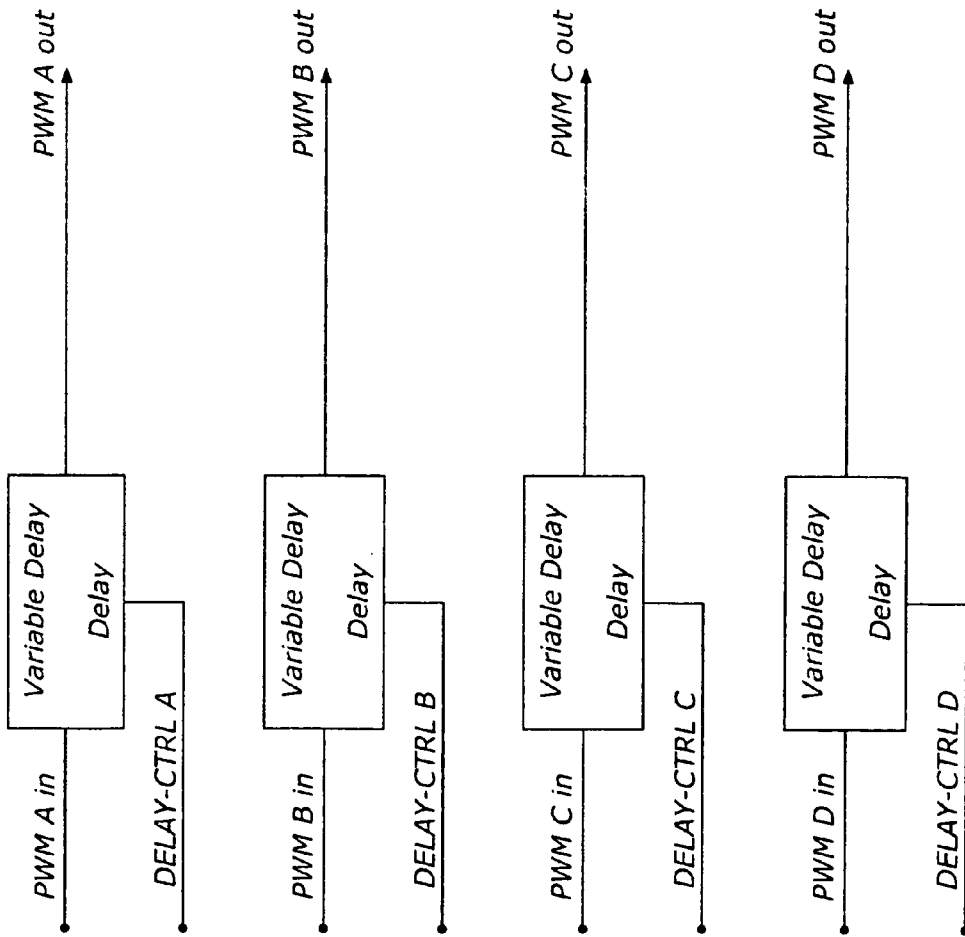 PWM A in
Variable Delay
Delay
PWM A out
DELAY-CTRL A
PWM B in
Variable Delay
Delay
PWM B out
DELAY-CTRL B
PWM C in
Variable Delay
Delay
PWM C out
DELAY-CTRL C
PWM D in
Variable Delay
Delay
PWM D out
DELAY-CTRL D